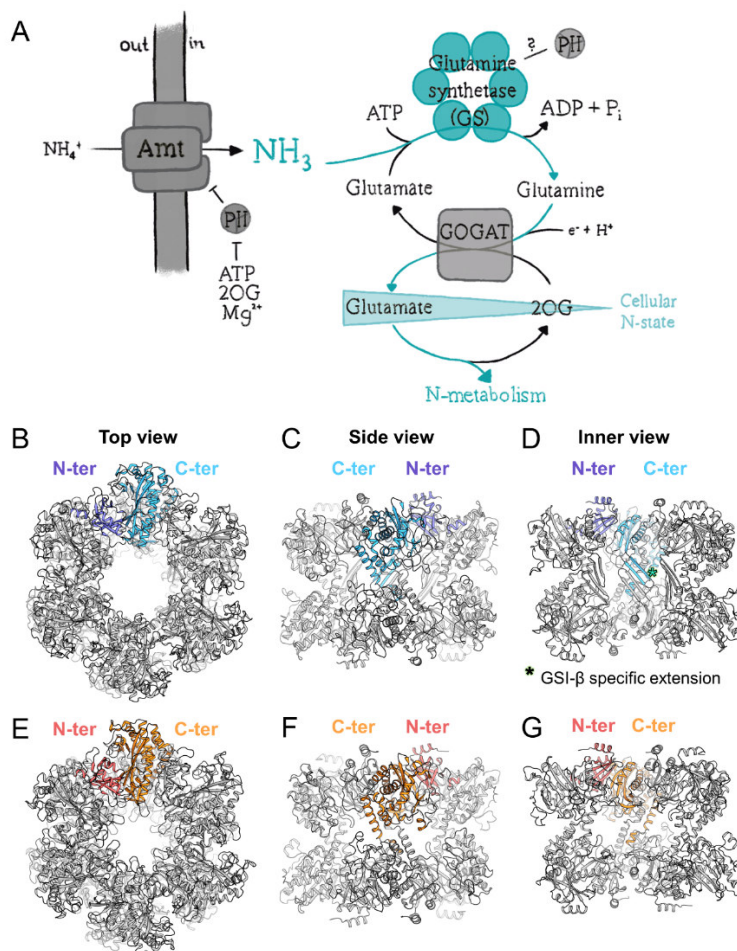 A
out in
NH₄⁺
Amt
NH₃
PH
ATP
2OG
Mg²⁺
Glutamine
synthetase
(GS)
?
PH
ATP
ADP + Pᵢ
Glutamate
Glutamine
GOGAT
e⁻ + H⁺
Glutamate
2OG
Cellular
N-state
N-metabolism
B Top view
N-ter C-ter
C Side view
C-ter N-ter
D Inner view
N-ter C-ter
*
* GSI-β specific extension
E N-ter C-ter
F C-ter N-ter
G N-ter C-ter